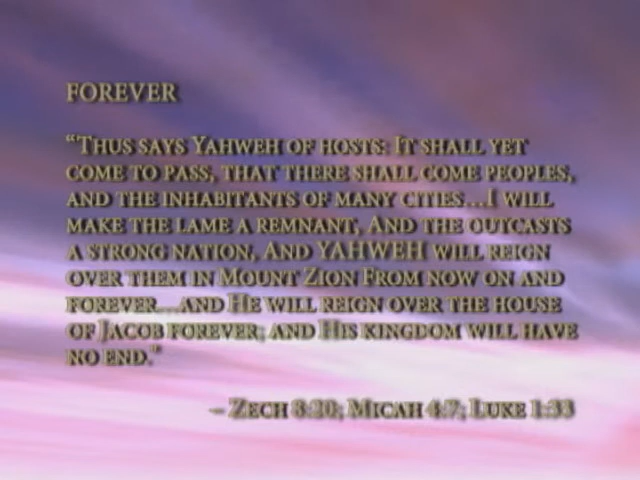 FOREVER
“Thus says Yahweh of hosts: It shall yet
come to pass, that there shall come peoples,
and the inhabitants of many cities...I will
make the lame a remnant, And the outcasts
a strong nation, And YAHWEH will reign
over them in Mount Zion From now on and
forever...and He will reign over the house
of Jacob forever; and His kingdom will have
no end.”
– Zech 8:20; Micah 4:7; Luke 1:33